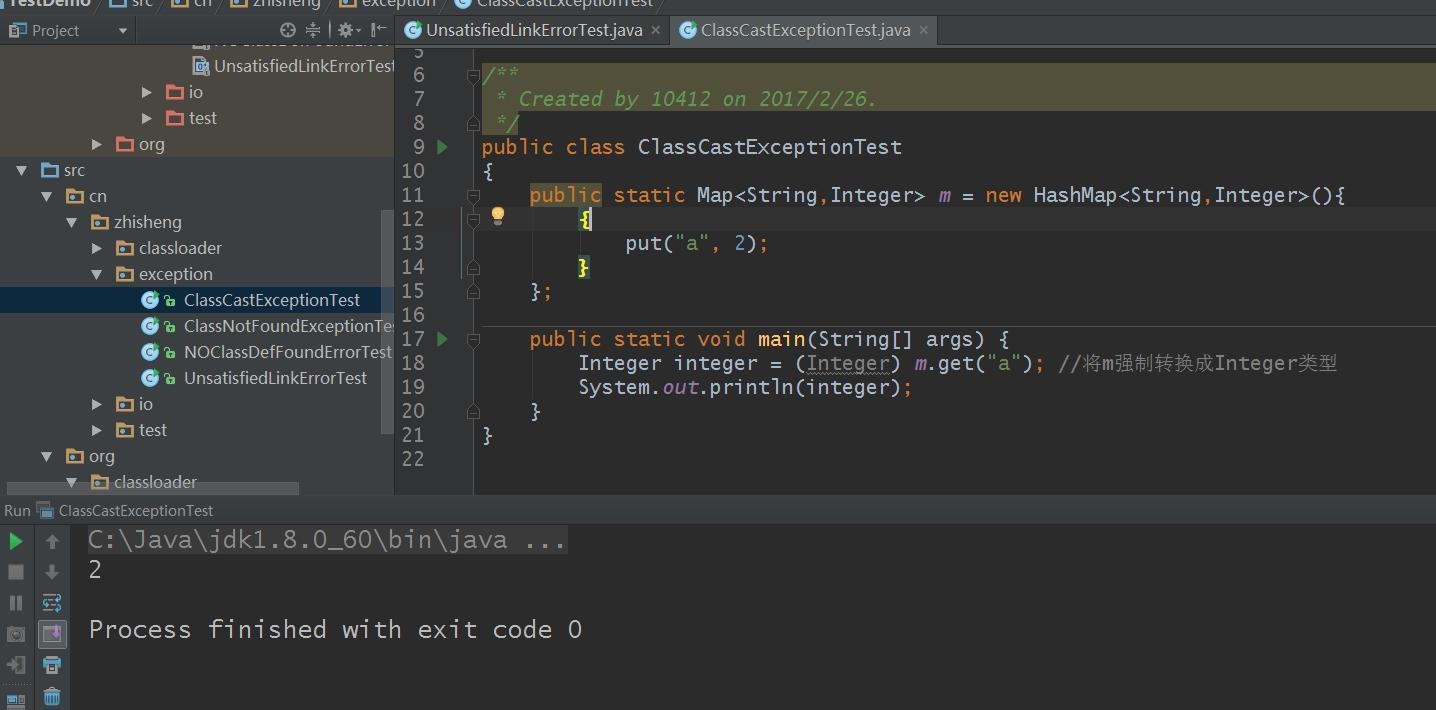 TestDemo src cn zhisheng exception ClassCastExceptionTest
Project
UnsatisfiedLinkErrorTest.java
ClassCastExceptionTest.java
UnsatisfiedLinkErrorTest
io
test
org
src
cn
zhisheng
classloader
exception
ClassCastExceptionTest
ClassNotFoundExceptionTe
NOClassDefFoundErrorTest
UnsatisfiedLinkErrorTest
io
test
org
classloader
5
6 /**
7 * Created by 10412 on 2017/2/26.
8 */
9 public class ClassCastExceptionTest
10 {
11 public static Map<String,Integer> m = new HashMap<String,Integer>(){
12 {
13 put("a", 2);
14 }
15 };
16
17 public static void main(String[] args) {
18 Integer integer = (Integer) m.get("a"); //将m强制转换成Integer类型
19 System.out.println(integer);
20 }
21 }
22
Run ClassCastExceptionTest
C:\Java\jdk1.8.0_60\bin\java ...
2
Process finished with exit code 0